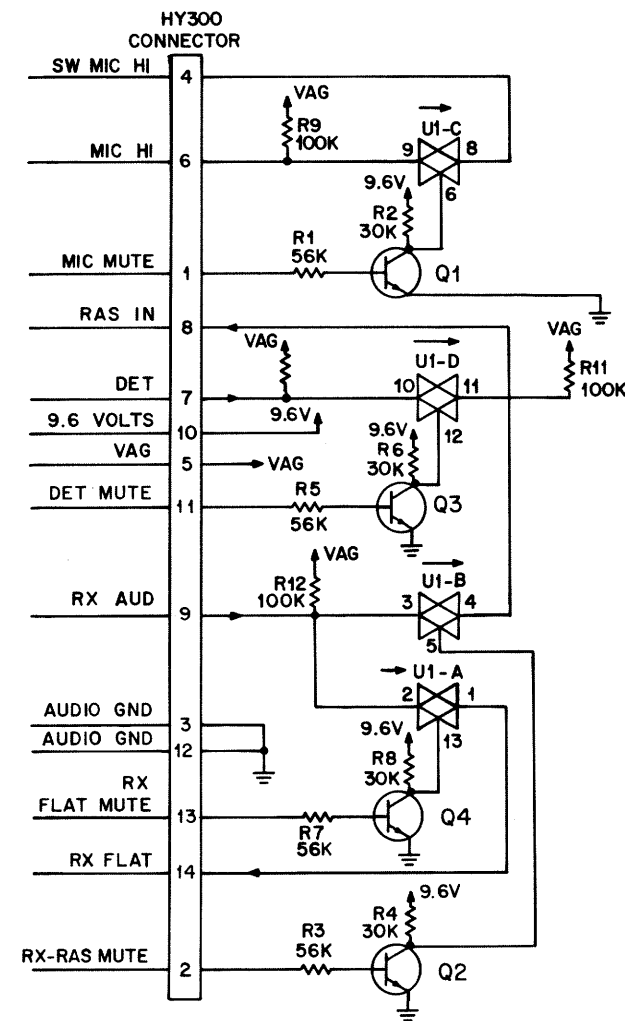 HY300
CONNECTOR
SW MIC HI
4
VAG
R9
100K
U1-C
9
8
MIC HI
6
6
9.6V
R2
30K
R1
56K
MIC MUTE
1
Q1
RAS IN
8
VAG
VAG
U1-D
R11
100K
DET
7
10
11
9.6V
9.6 VOLTS
10
12
9.6V
R6
30K
VAG
5
VAG
DET MUTE
11
R5
56K
Q3
VAG
R12
100K
U1-B
RX AUD
9
3
4
5
U1-A
2
1
AUDIO GND
3
13
9.6V
AUDIO GND
12
R8
30K
RX
FLAT MUTE
13
R7
56K
Q4
RX FLAT
14
9.6V
R4
30K
R3
56K
RX-RAS MUTE
2
Q2